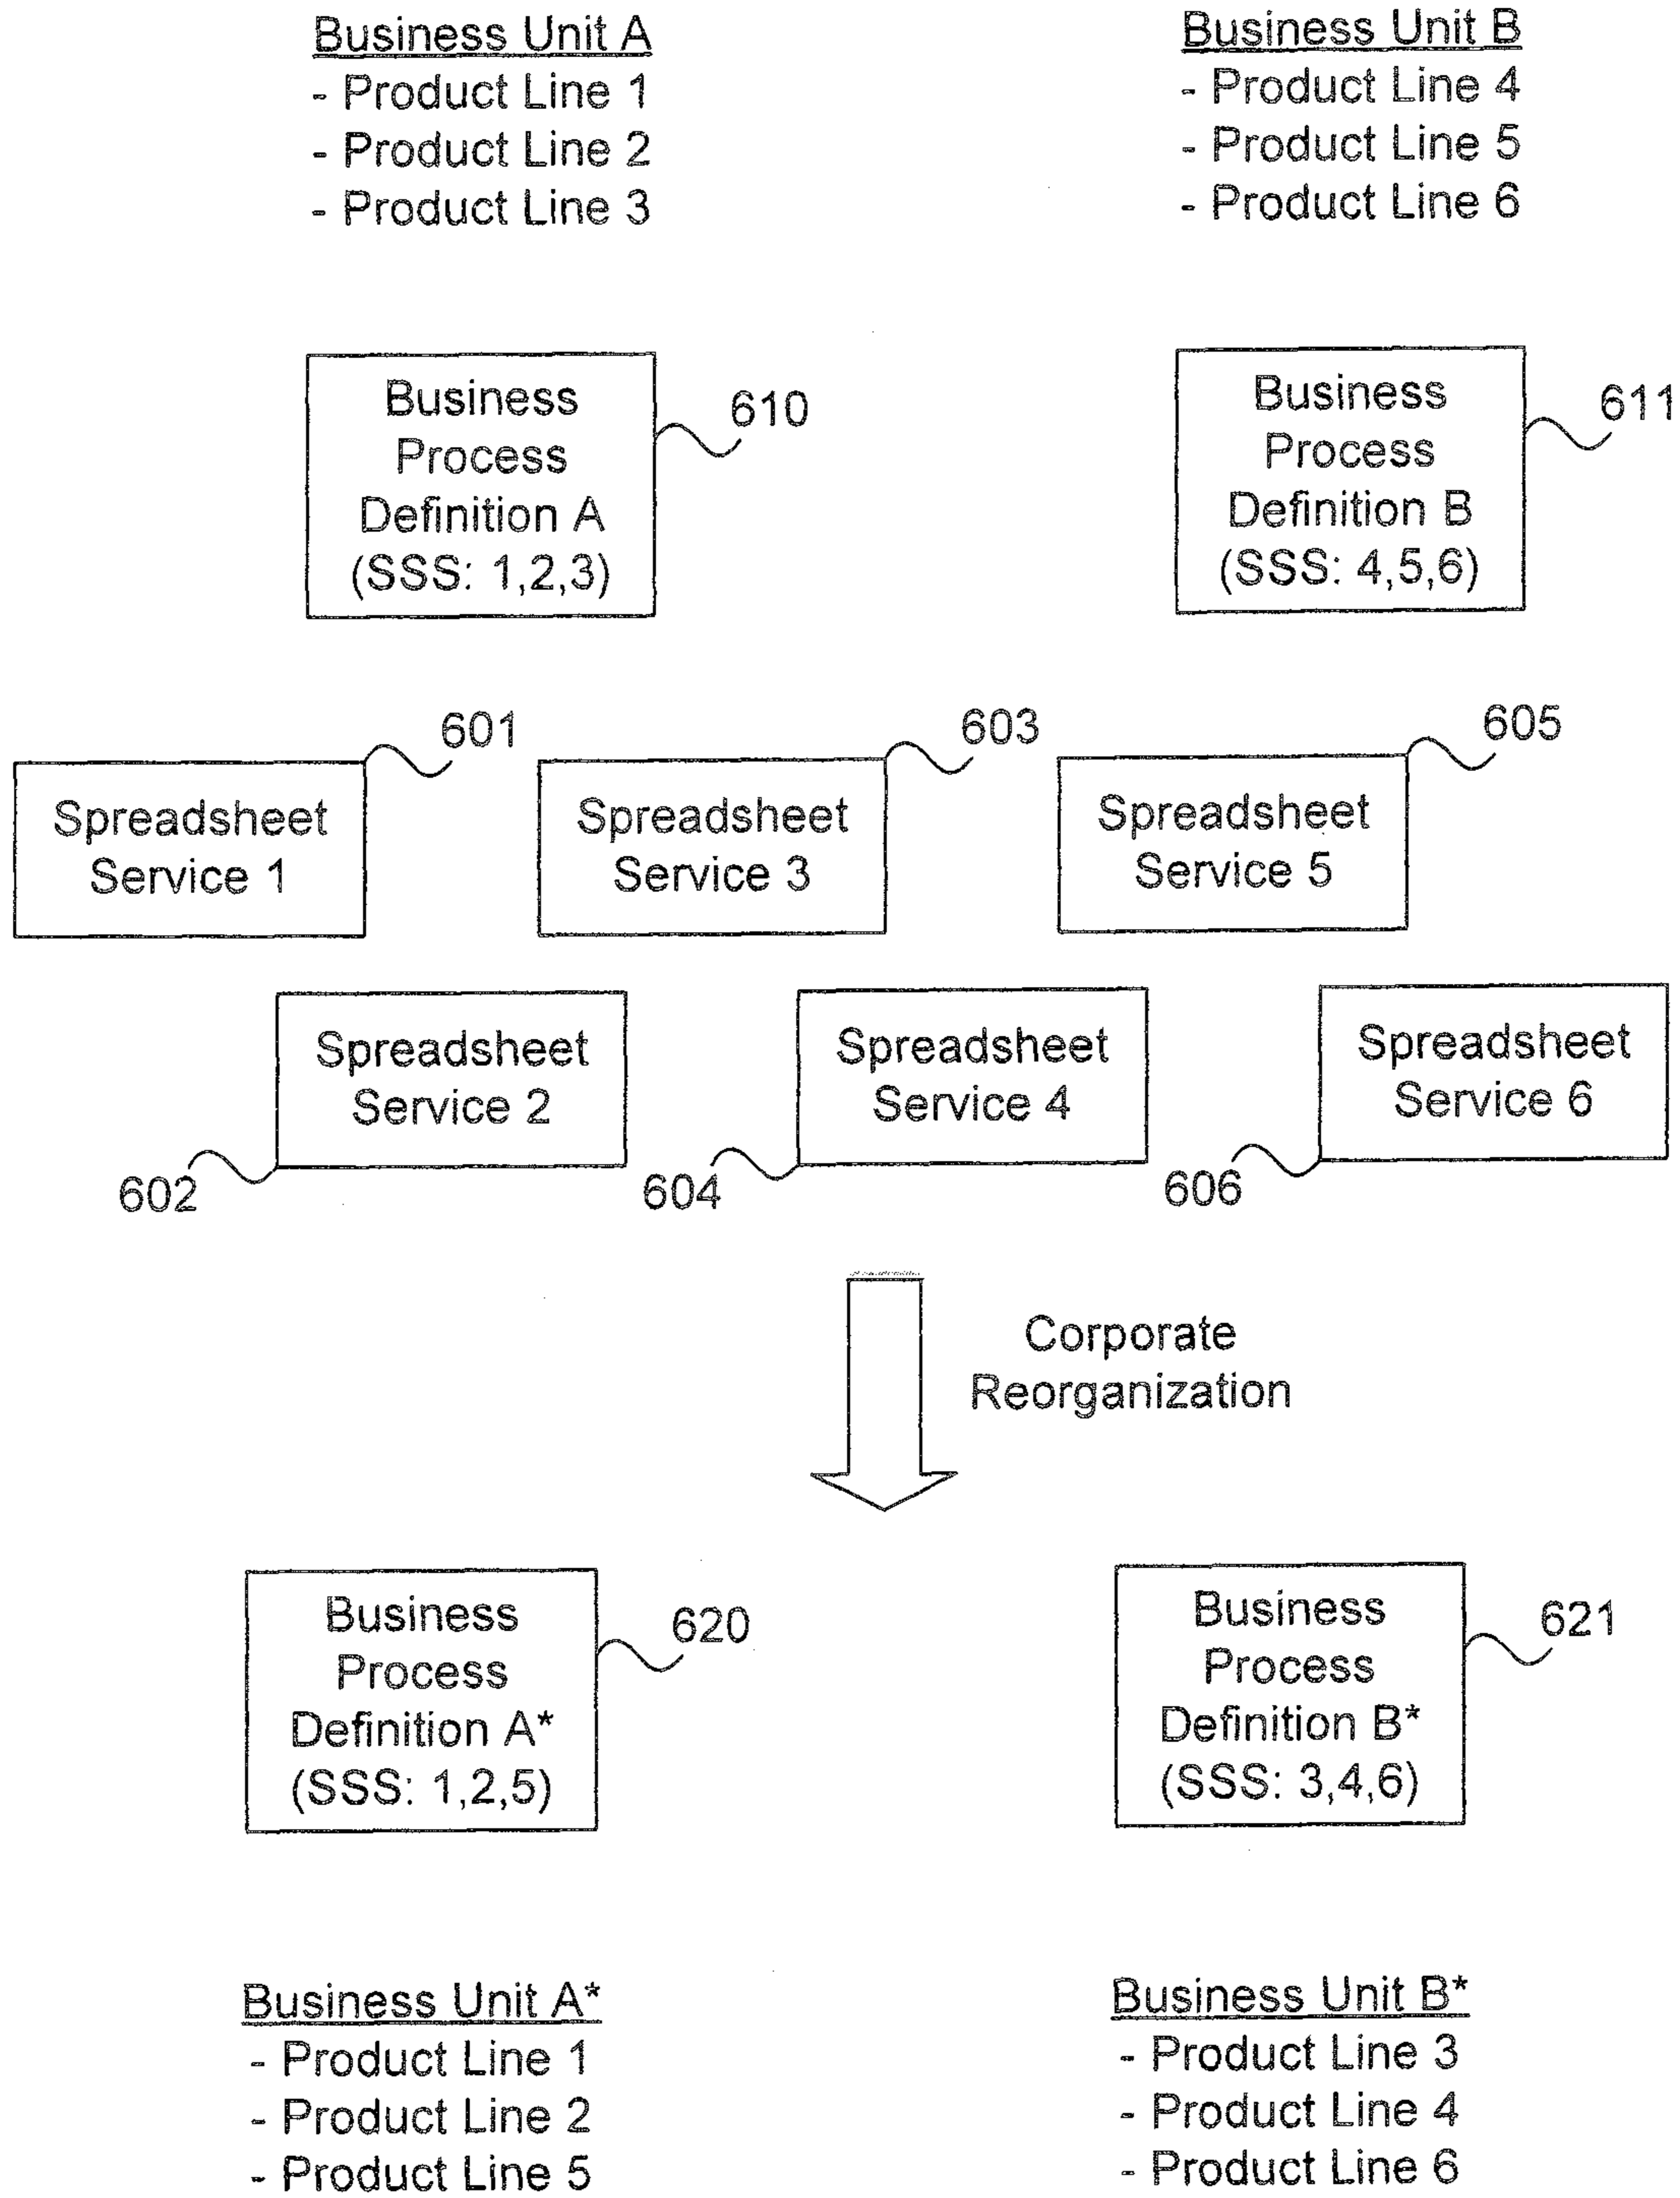 Business Unit A
- Product Line 1
- Product Line 2
- Product Line 3
Business Unit B
- Product Line 4
- Product Line 5
- Product Line 6
Business
Process
Definition A
(SSS: 1,2,3)
610
Business
Process
Definition B
(SSS: 4,5,6)
611
601
Spreadsheet
Service 1
603
Spreadsheet
Service 3
605
Spreadsheet
Service 5
Spreadsheet
Service 2
602
Spreadsheet
Service 4
604
Spreadsheet
Service 6
606
Corporate
Reorganization
Business
Process
Definition A*
(SSS: 1,2,5)
620
Business
Process
Definition B*
(SSS: 3,4,6)
621
Business Unit A*
- Product Line 1
- Product Line 2
- Product Line 5
Business Unit B*
- Product Line 3
- Product Line 4
- Product Line 6